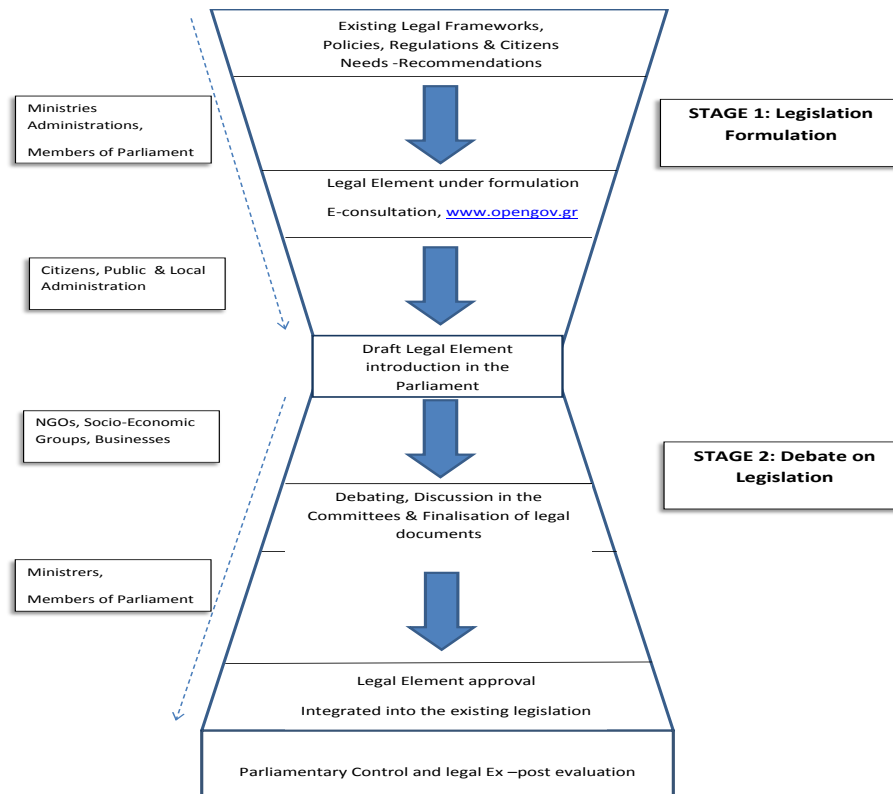 Existing Legal Frameworks,
Policies, Regulations & Citizens
Needs -Recommendations
Ministries
Administrations,
Members of Parliament
STAGE 1: Legislation
Formulation
Legal Element under formulation
E-consultation, www.opengov.gr
Citizens, Public & Local
Administration
Draft Legal Element
introduction in the
Parliament
NGOs, Socio-Economic
Groups, Businesses
STAGE 2: Debate on
Legislation
Debating, Discussion in the
Committees & Finalisation of legal
documents
Ministrers,
Members of Parliament
Legal Element approval
Integrated into the existing legislation
Parliamentary Control and legal Ex –post evaluation